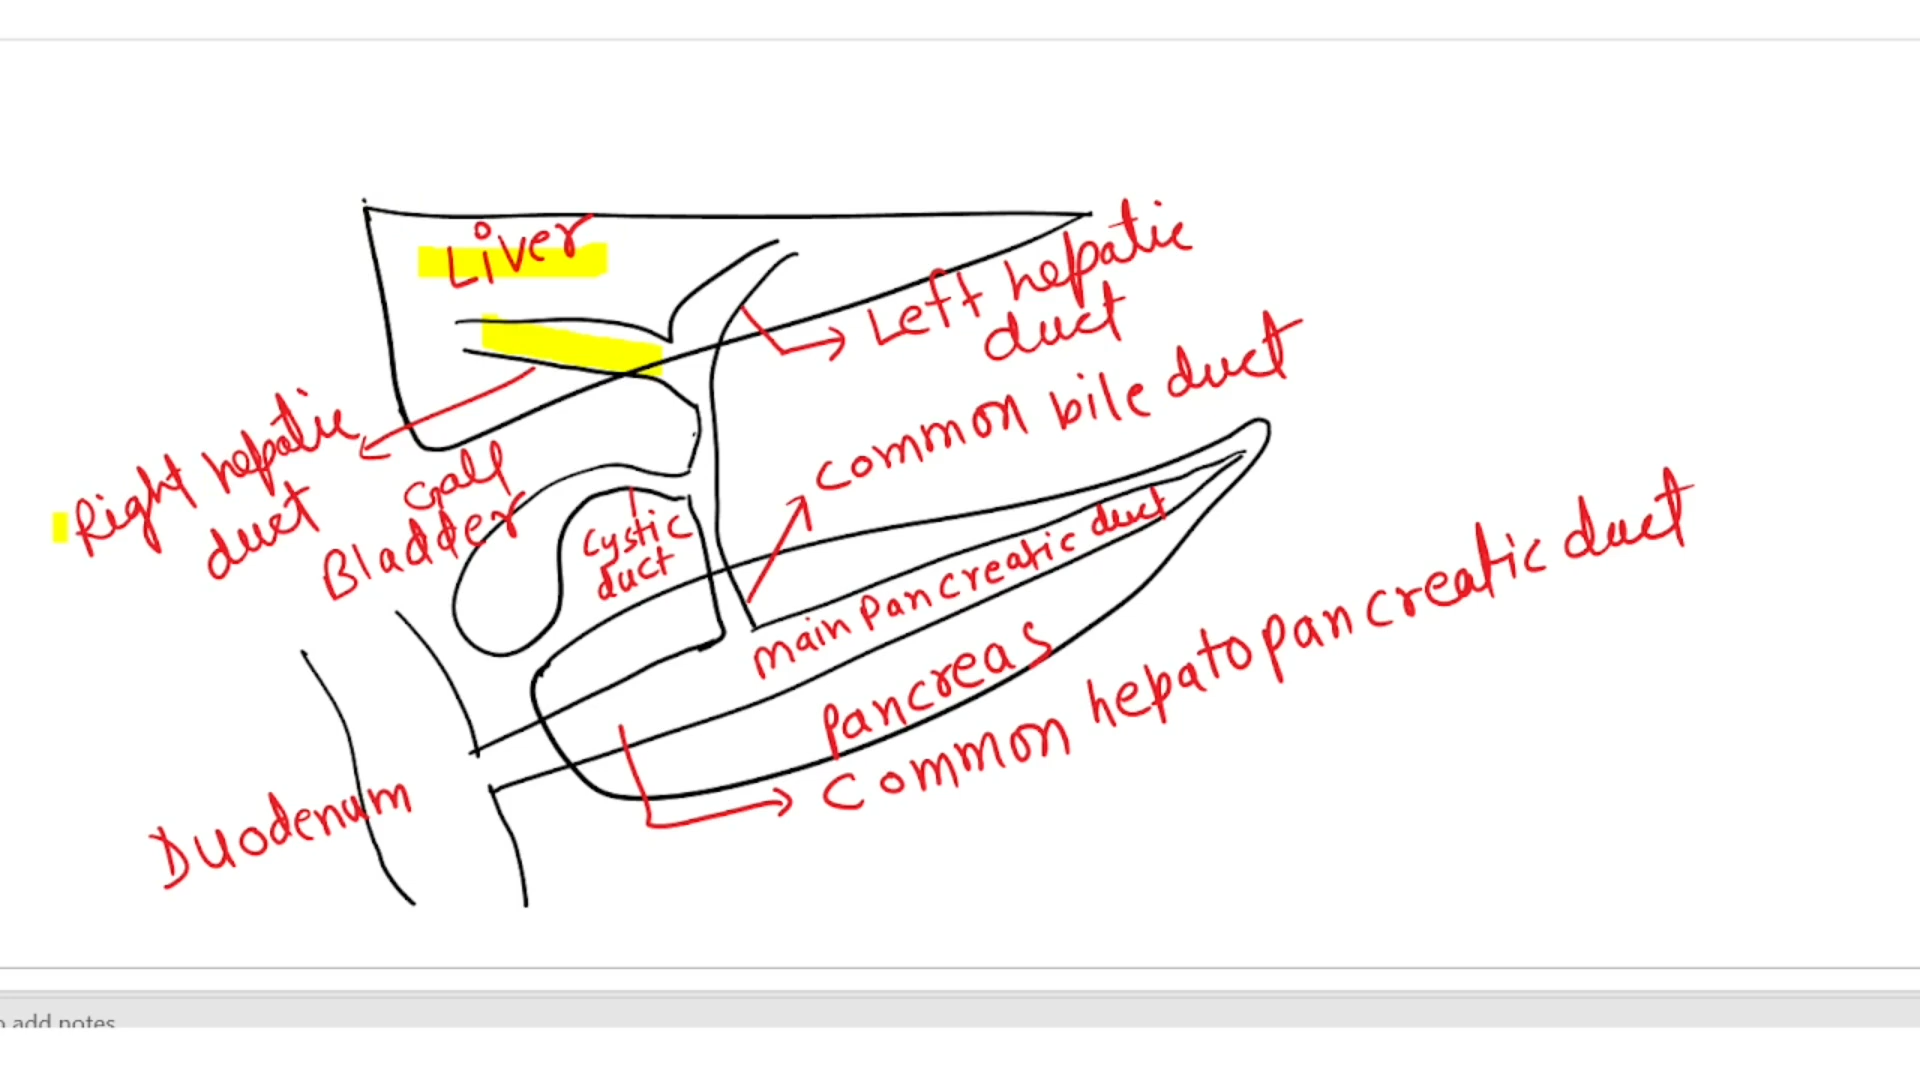 Liver
Left hepatic
duct
Right hepatic
duct
Gall
Bladder
Cystic
duct
Common bile duct
main pancreatic duct
Pancreas
Common hepatopancreatic duct
Duodenum
add notes